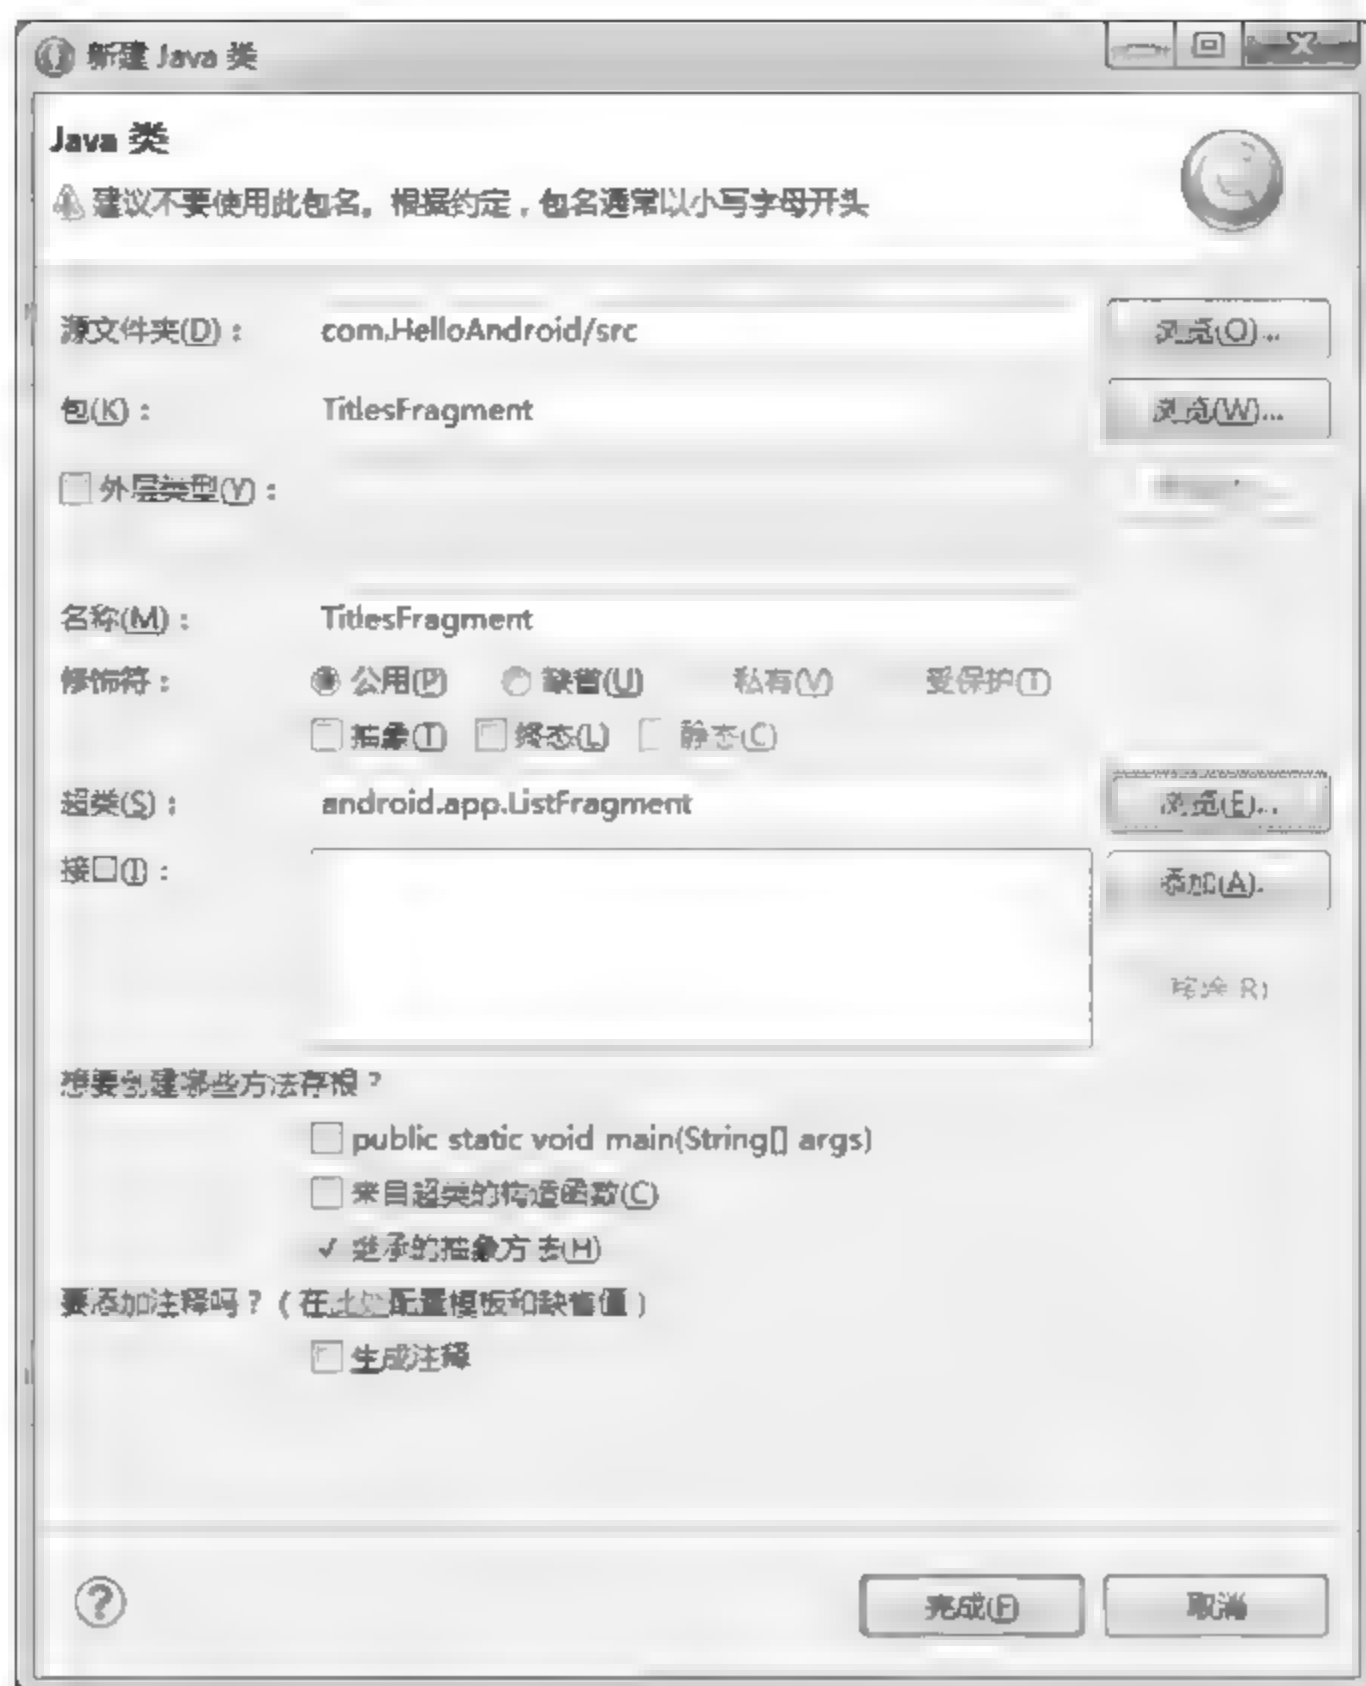 新建 Java 类
Java 类
建议不要使用此包名。根据约定，包名通常以小写字母开头
源文件夹(D)： com.HelloAndroid/src 浏览(O)...
包(K)： TitlesFragment 浏览(W)...
外层类型(Y)：
名称(M)： TitlesFragment
修饰符： 公用(P) 缺省(U) 私有(V) 受保护(T)
抽象(T) 终态(L) 静态(C)
超类(S)： android.app.ListFragment 浏览(E)...
接口(I)： 添加(A).
移除 R)
想要创建哪些方法存根？
public static void main(String[] args)
来自超类的构造函数(C)
✓ 继承的抽象方法(H)
要添加注释吗？（在此处配置模板和缺省值）
生成注释
完成(F) 取消